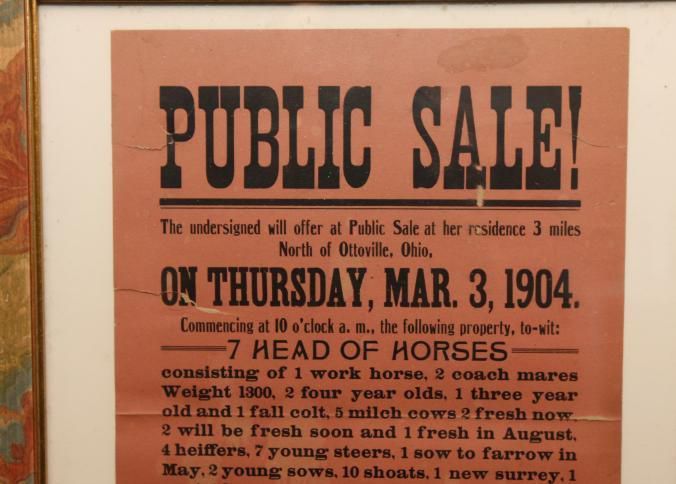 PUBLIC SALE!
The undersigned will offer at Public Sale at her residence 3 miles
North of Ottoville, Ohio,
ON THURSDAY, MAR. 3, 1904.
Commencing at 10 o'clock a. m., the following property, to-wit:
7 HEAD OF HORSES
consisting of 1 work horse, 2 coach mares
Weight 1300, 2 four year olds, 1 three year
old and 1 fall colt, 5 milch cows 2 fresh now.
2 will be fresh soon and 1 fresh in August,
4 heiffers, 7 young steers, 1 sow to farrow in
May, 2 young sows, 10 shoats, 1 new surrey, 1